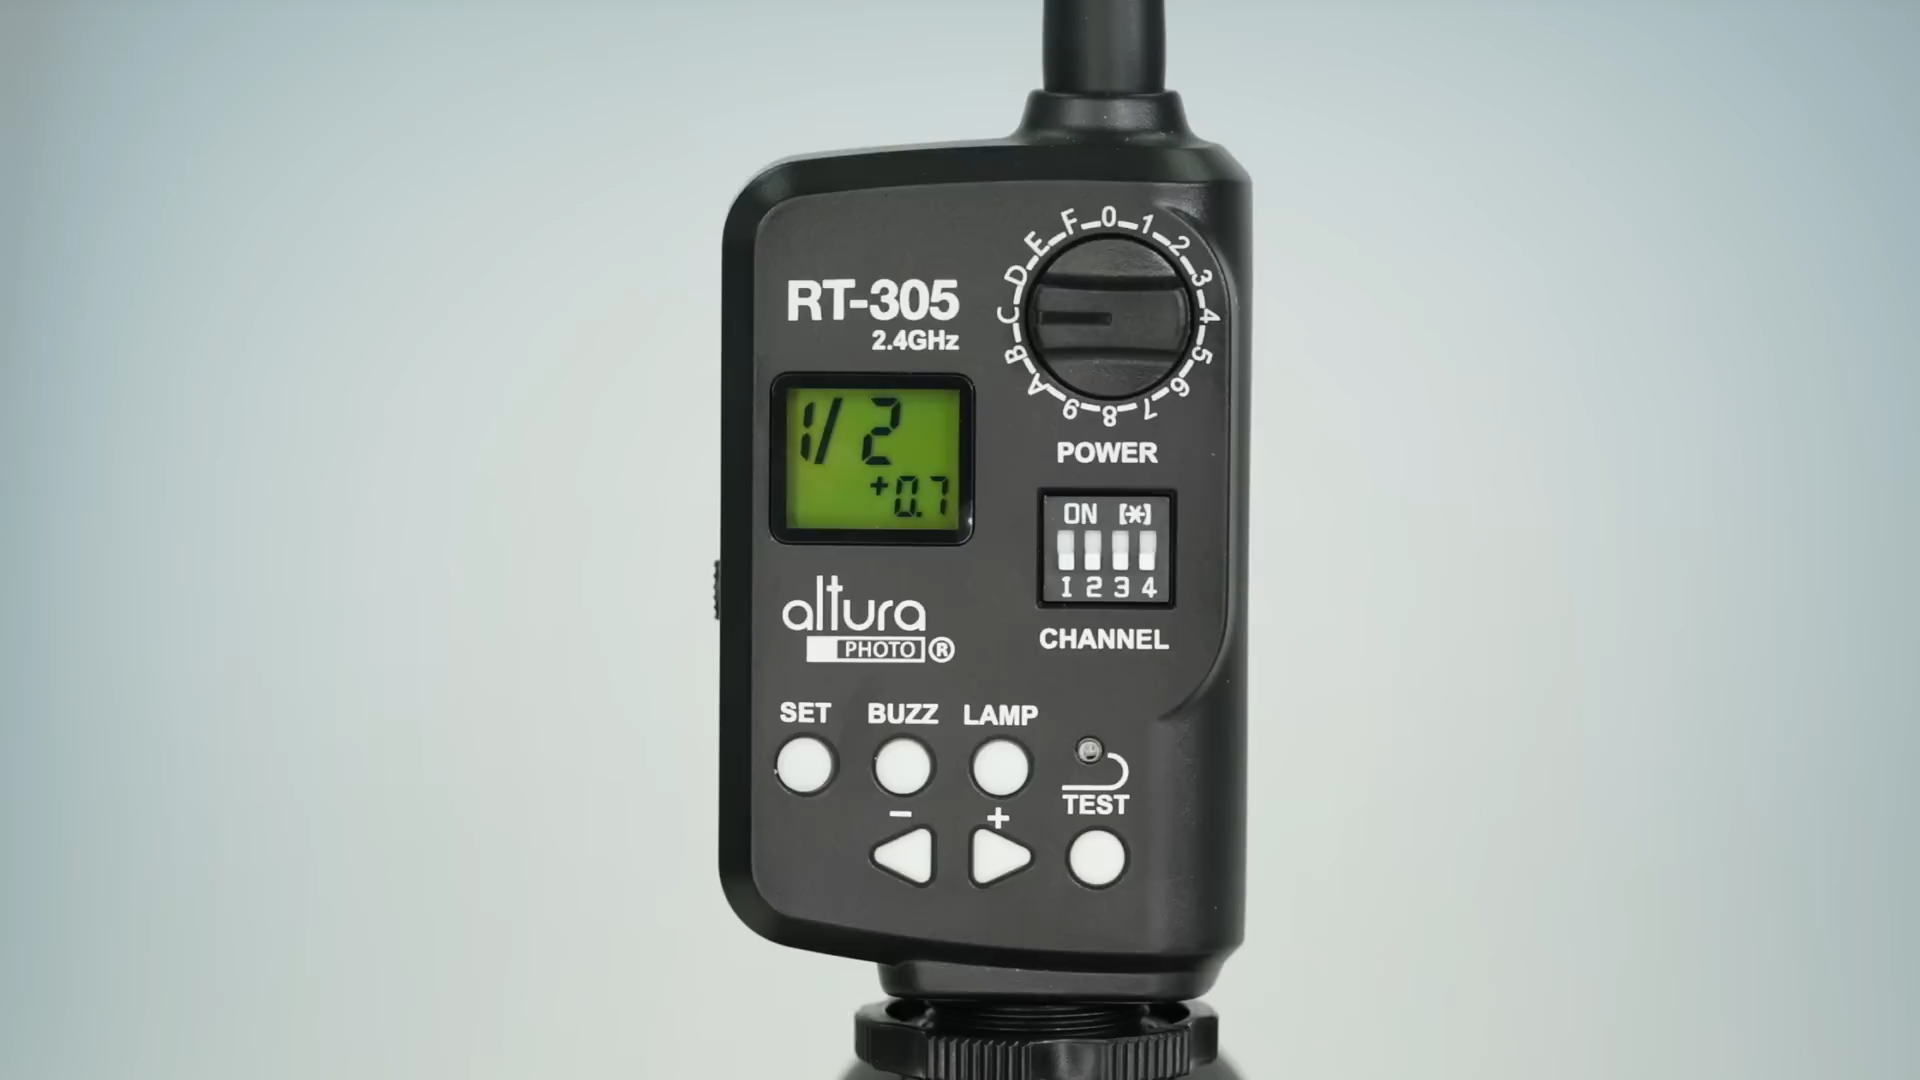 RT-305
2.4GHz
0 1 2 3 4 5 6 7 8 9 A B C D E F
POWER
1/2
+0.7
ON [*]
1 2 3 4
CHANNEL
altura
PHOTO ®
SET BUZZ LAMP
TEST
- +